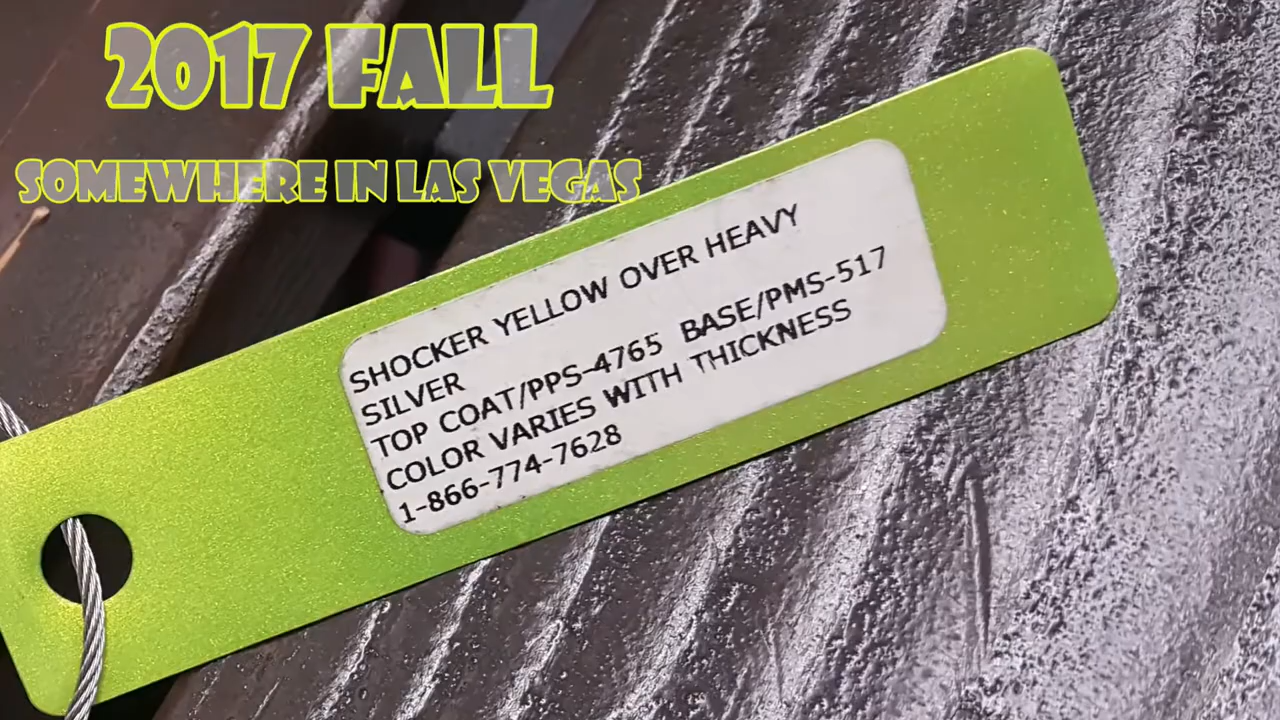 2017 FALL
SOMEWHERE IN LAS VEGAS
SHOCKER YELLOW OVER HEAVY
SILVER
TOP COAT/PPS-4765 BASE/PMS-517
COLOR VARIES WITH THICKNESS
1-866-774-7628